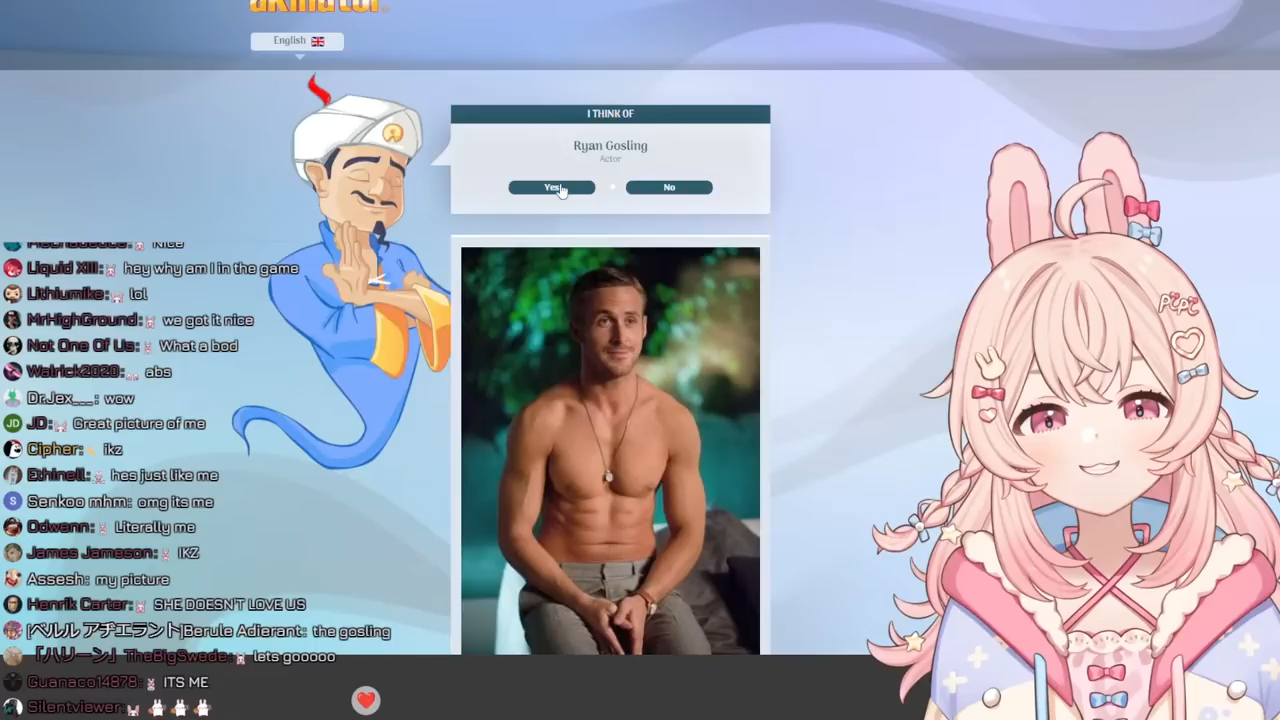 akinator.
English
I THINK OF
Ryan Gosling
Actor
Yes
No
Nice
Liquid XIII: hey why am I in the game
Lithiumike: lol
MrHighGround: we got it nice
Not One Of Us: What a bod
Walrick2020: abs
Dr.Jex___: wow
JD JD: Great picture of me
Cipher: ikz
Ethinell: hes just like me
S Senkoo mhm: omg its me
Odwenn: Literally me
James Jameson: IKZ
Assesh: my picture
Henrik Carter: SHE DOESN'T LOVE US
[ベルル アヂエラント]Berule Adierant: the gosling
「ハリーン」TheBigSwede: lets gooooo
Guanaco14878: ITS ME
Silentviewer:
PiPi